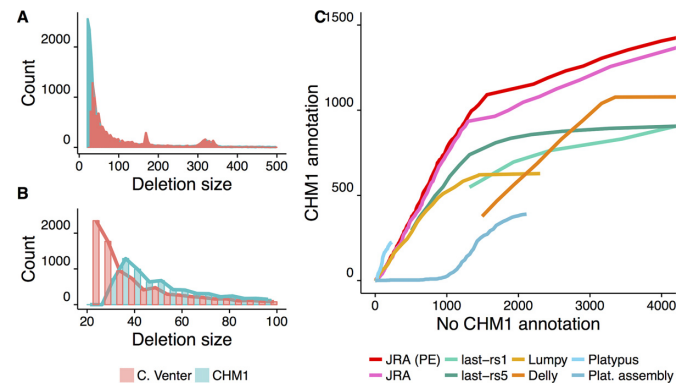 A
Count
2000
1000
0
0 100 200 300 400 500
Deletion size
B
Count
2000
1000
0
20 40 60 80 100
Deletion size
C. Venter CHM1
C
CHM1 annotation
1500
1000
500
0
0 1000 2000 3000 4000
No CHM1 annotation
JRA (PE) last−rs1 Lumpy Platypus
JRA last−rs5 Delly Plat. assembly